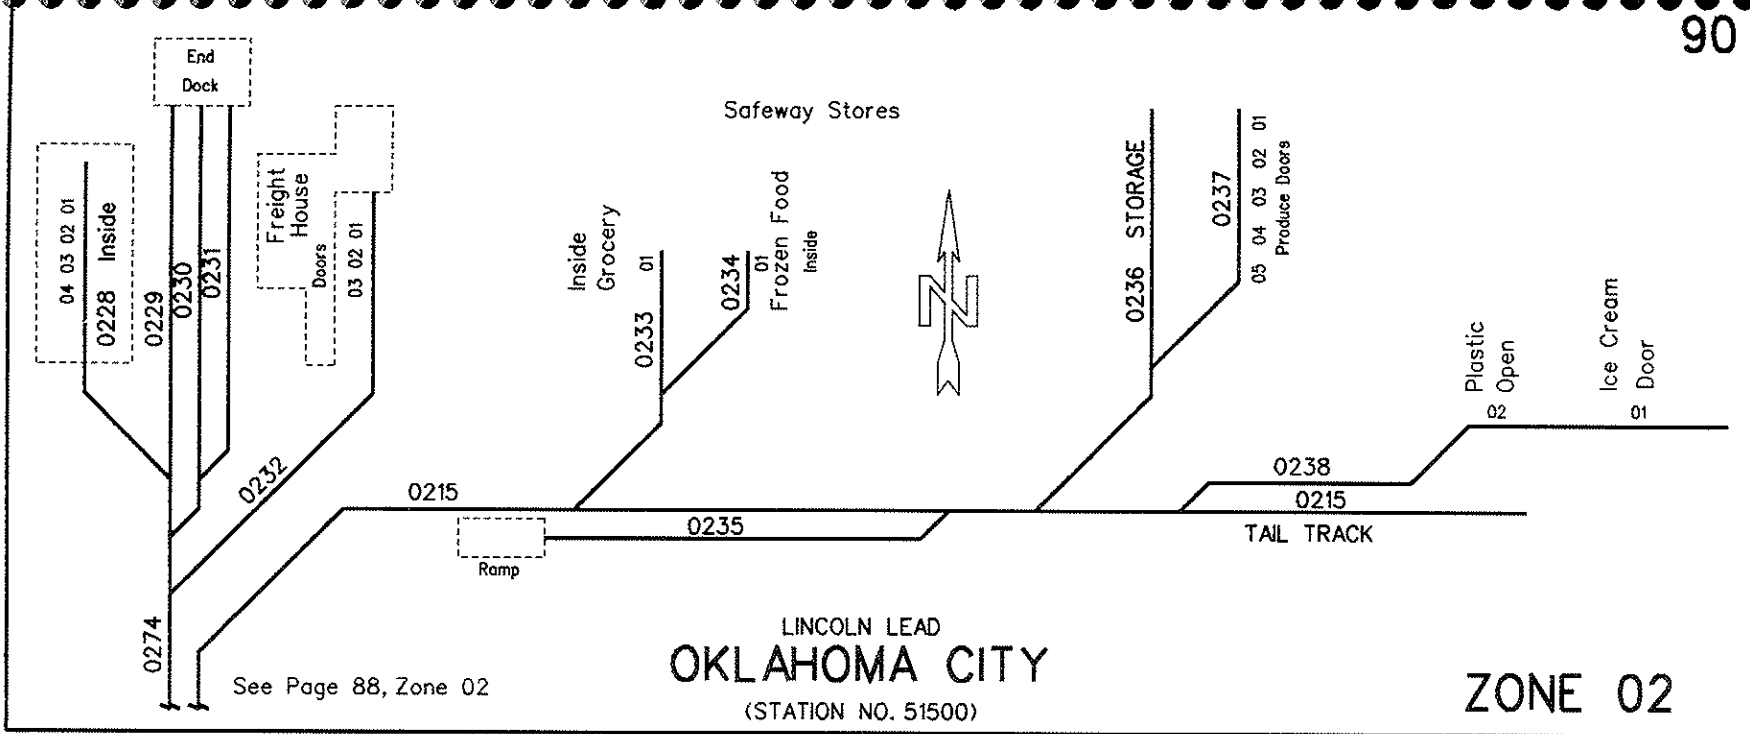 90
End
Dock
Safeway Stores
04 03 02 01
0228 Inside
0229
0230
0231
Freight
House
Doors
03 02 01
0232
Inside
Grocery
01
0233
0234
01
Frozen Food
Inside
N
0236 STORAGE
0237
05 04 03 02 01
Produce Doors
Plastic
Open
02
Ice Cream
Door
01
0238
0215
0215
TAIL TRACK
0235
Ramp
0274
See Page 88, Zone 02
LINCOLN LEAD
OKLAHOMA CITY
(STATION NO. 51500)
ZONE 02